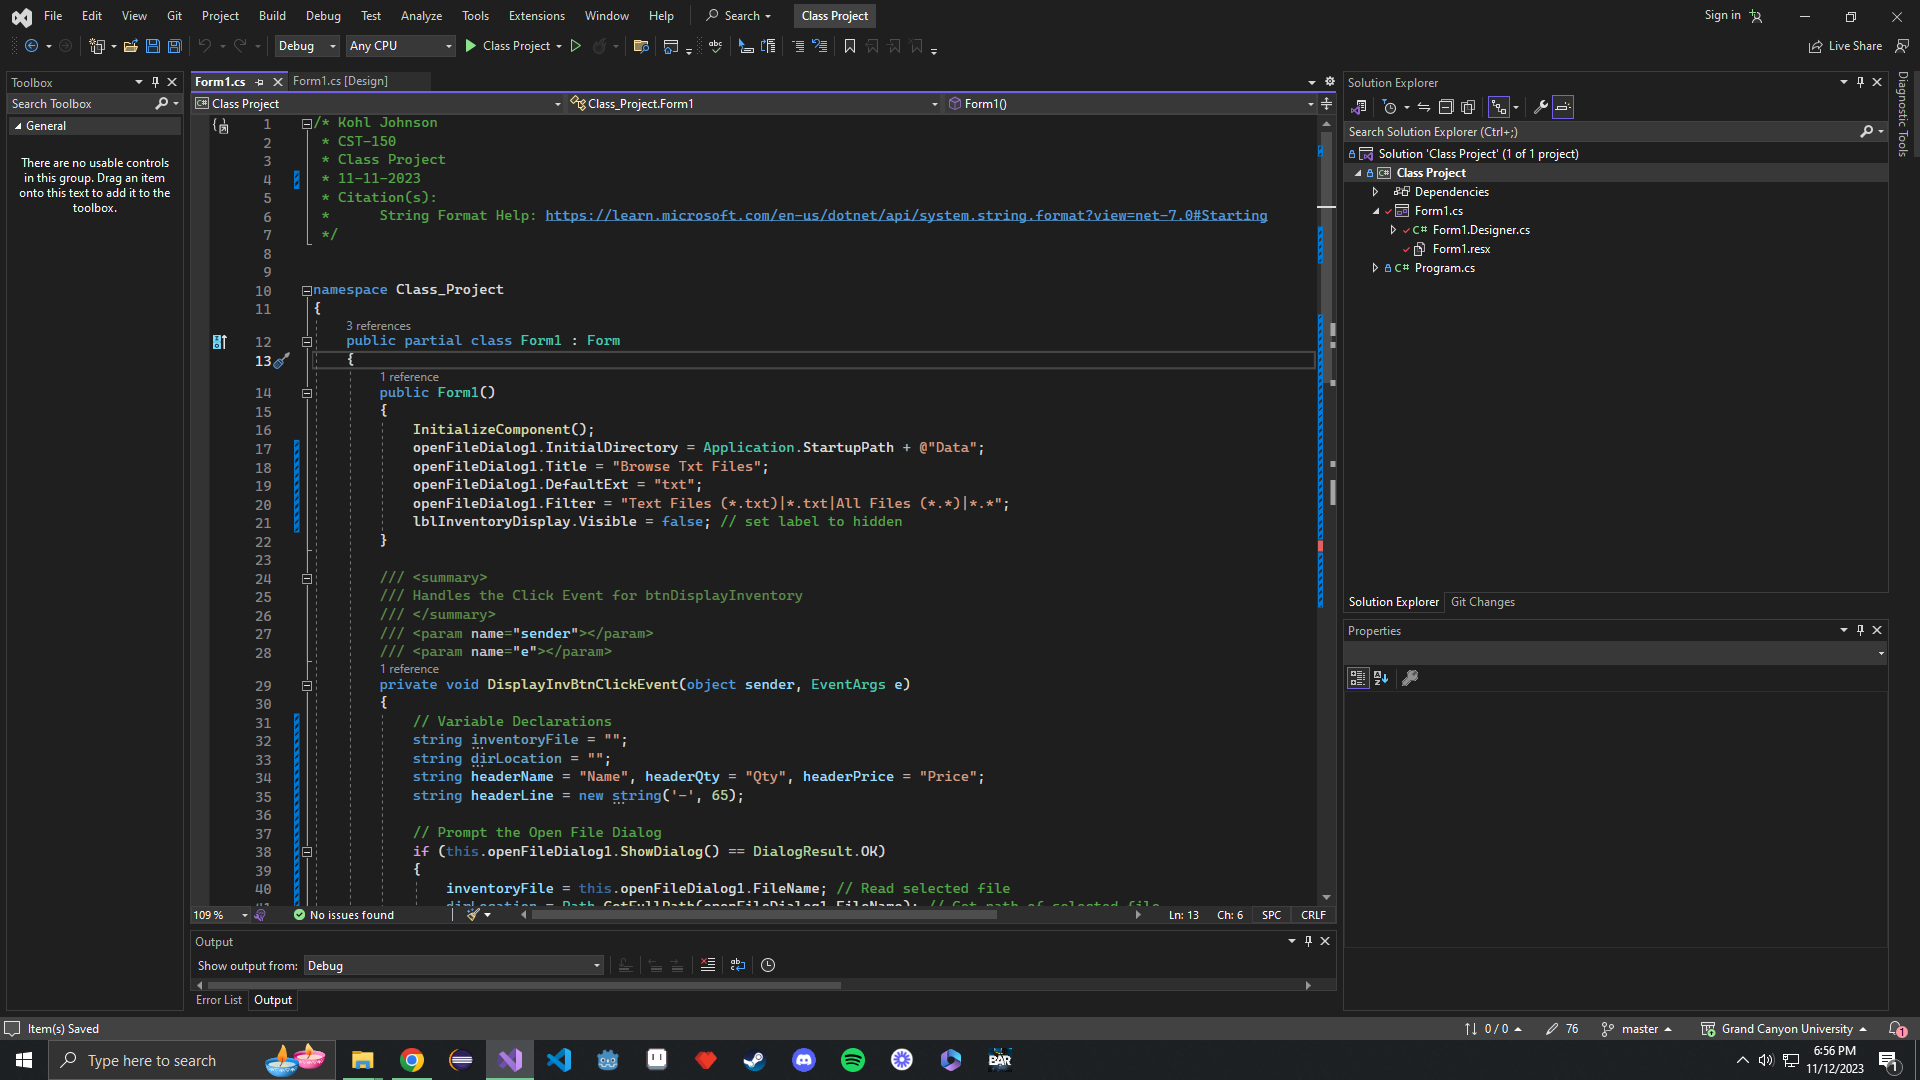 File Edit View Git Project Build Debug Test Analyze Tools Extensions Window Help Search Class Project Sign in
Debug Any CPU Class Project Live Share
Toolbox
Search Toolbox
General
There are no usable controls
in this group. Drag an item
onto this text to add it to the
toolbox.
Form1.cs Form1.cs [Design]
Class Project Class_Project.Form1 Form1()
1 /* Kohl Johnson
2 * CST-150
3 * Class Project
4 * 11-11-2023
5 * Citation(s):
6 * String Format Help: https://learn.microsoft.com/en-us/dotnet/api/system.string.format?view=net-7.0#Starting
7 */
8
9
10 namespace Class_Project
11 {
3 references
12 public partial class Form1 : Form
13 {
1 reference
14 public Form1()
15 {
16 InitializeComponent();
17 openFileDialog1.InitialDirectory = Application.StartupPath + @"Data";
18 openFileDialog1.Title = "Browse Txt Files";
19 openFileDialog1.DefaultExt = "txt";
20 openFileDialog1.Filter = "Text Files (*.txt)|*.txt|All Files (*.*)|*.*";
21 lblInventoryDisplay.Visible = false; // set label to hidden
22 }
23
24 /// <summary>
25 /// Handles the Click Event for btnDisplayInventory
26 /// </summary>
27 /// <param name="sender"></param>
28 /// <param name="e"></param>
1 reference
29 private void DisplayInvBtnClickEvent(object sender, EventArgs e)
30 {
31 // Variable Declarations
32 string inventoryFile = "";
33 string dirLocation = "";
34 string headerName = "Name", headerQty = "Qty", headerPrice = "Price";
35 string headerLine = new string('-', 65);
36
37 // Prompt the Open File Dialog
38 if (this.openFileDialog1.ShowDialog() == DialogResult.OK)
39 {
40 inventoryFile = this.openFileDialog1.FileName; // Read selected file
41 dirLocation = Path.GetFullPath(openFileDialog1.FileName); // Get path of selected file
109 % No issues found Ln: 13 Ch: 6 SPC CRLF
Output
Show output from: Debug
Error List Output
Solution Explorer
Search Solution Explorer (Ctrl+;)
Solution 'Class Project' (1 of 1 project)
Class Project
Dependencies
Form1.cs
C# Form1.Designer.cs
Form1.resx
C# Program.cs
Solution Explorer Git Changes
Properties
Diagnostic Tools
Item(s) Saved 0 / 0 76 master Grand Canyon University 1
Type here to search BAR 6:56 PM
11/12/2023 1